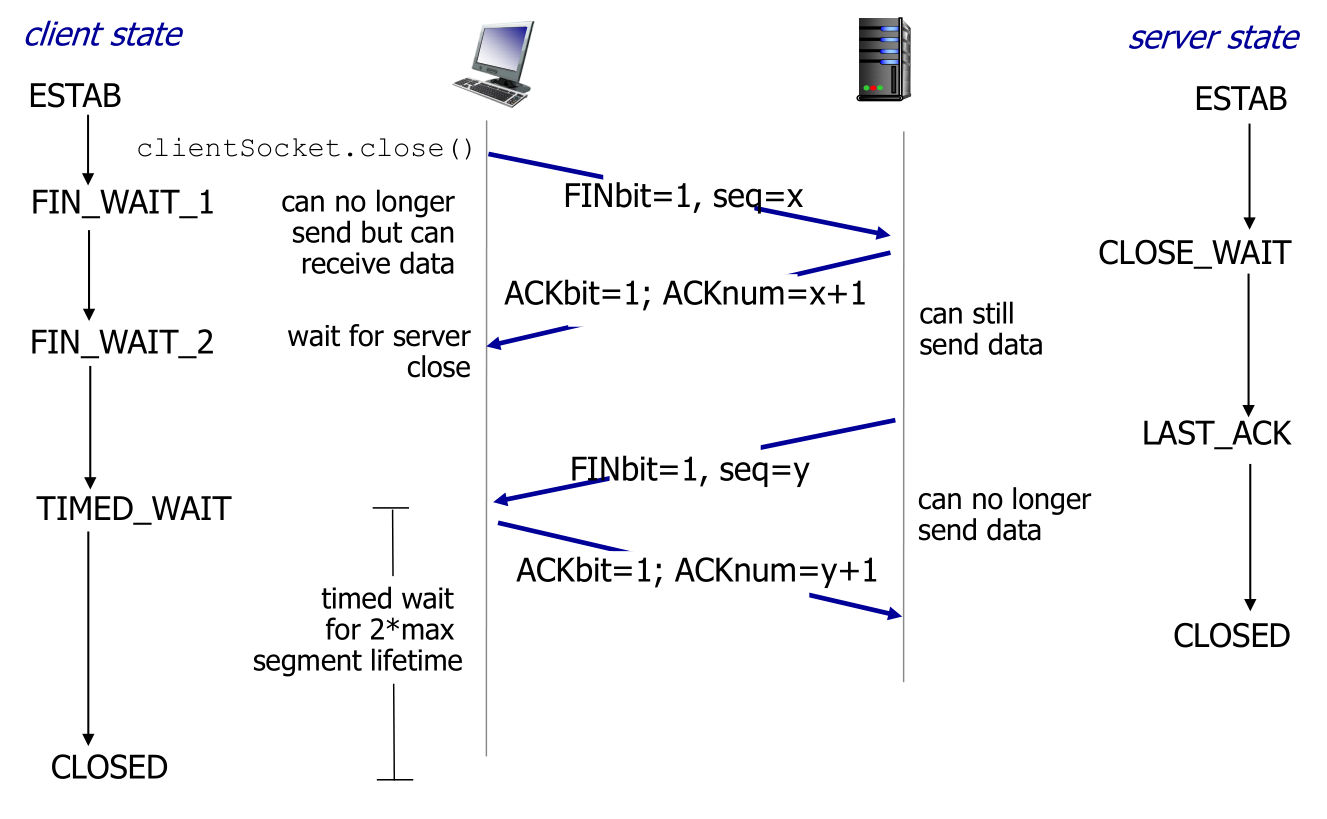 client state
server state
ESTAB
ESTAB
clientSocket.close()
FINbit=1, seq=x
FIN_WAIT_1
can no longer
send but can
receive data
CLOSE_WAIT
ACKbit=1; ACKnum=x+1
can still
send data
FIN_WAIT_2
wait for server
close
LAST_ACK
FINbit=1, seq=y
can no longer
send data
TIMED_WAIT
ACKbit=1; ACKnum=y+1
timed wait
for 2*max
segment lifetime
CLOSED
CLOSED